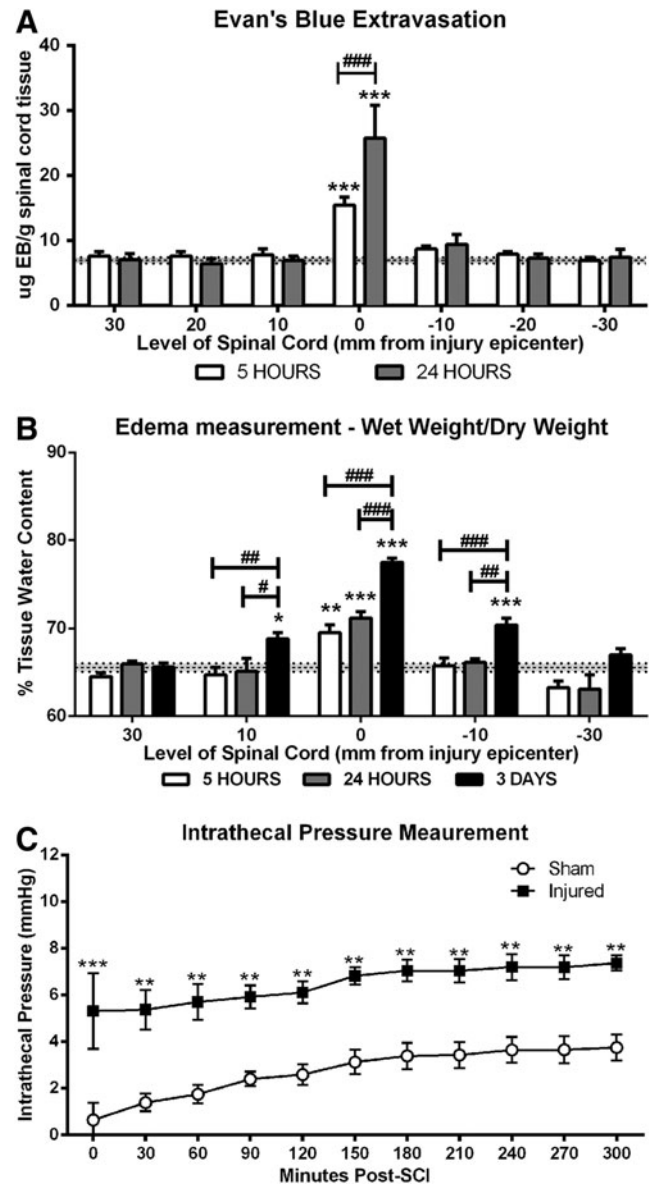 A
Evan's Blue Extravasation
ug EB/g spinal cord tissue
40
30
20
10
0
###
***
***
30 20 10 0 -10 -20 -30
Level of Spinal Cord (mm from injury epicenter)
5 HOURS 24 HOURS
B
Edema measurement - Wet Weight/Dry Weight
% Tissue Water Content
90
80
70
60
###
###
***
##
#
*
** ***
###
##
***
30 10 0 -10 -30
Level of Spinal Cord (mm from injury epicenter)
5 HOURS 24 HOURS 3 DAYS
C
Intrathecal Pressure Meaurement
Intrathecal Pressure (mmHg)
12
10
8
6
4
2
0
Sham
Injured
*** ** ** ** ** ** ** ** ** ** **
0 30 60 90 120 150 180 210 240 270 300
Minutes Post-SCI